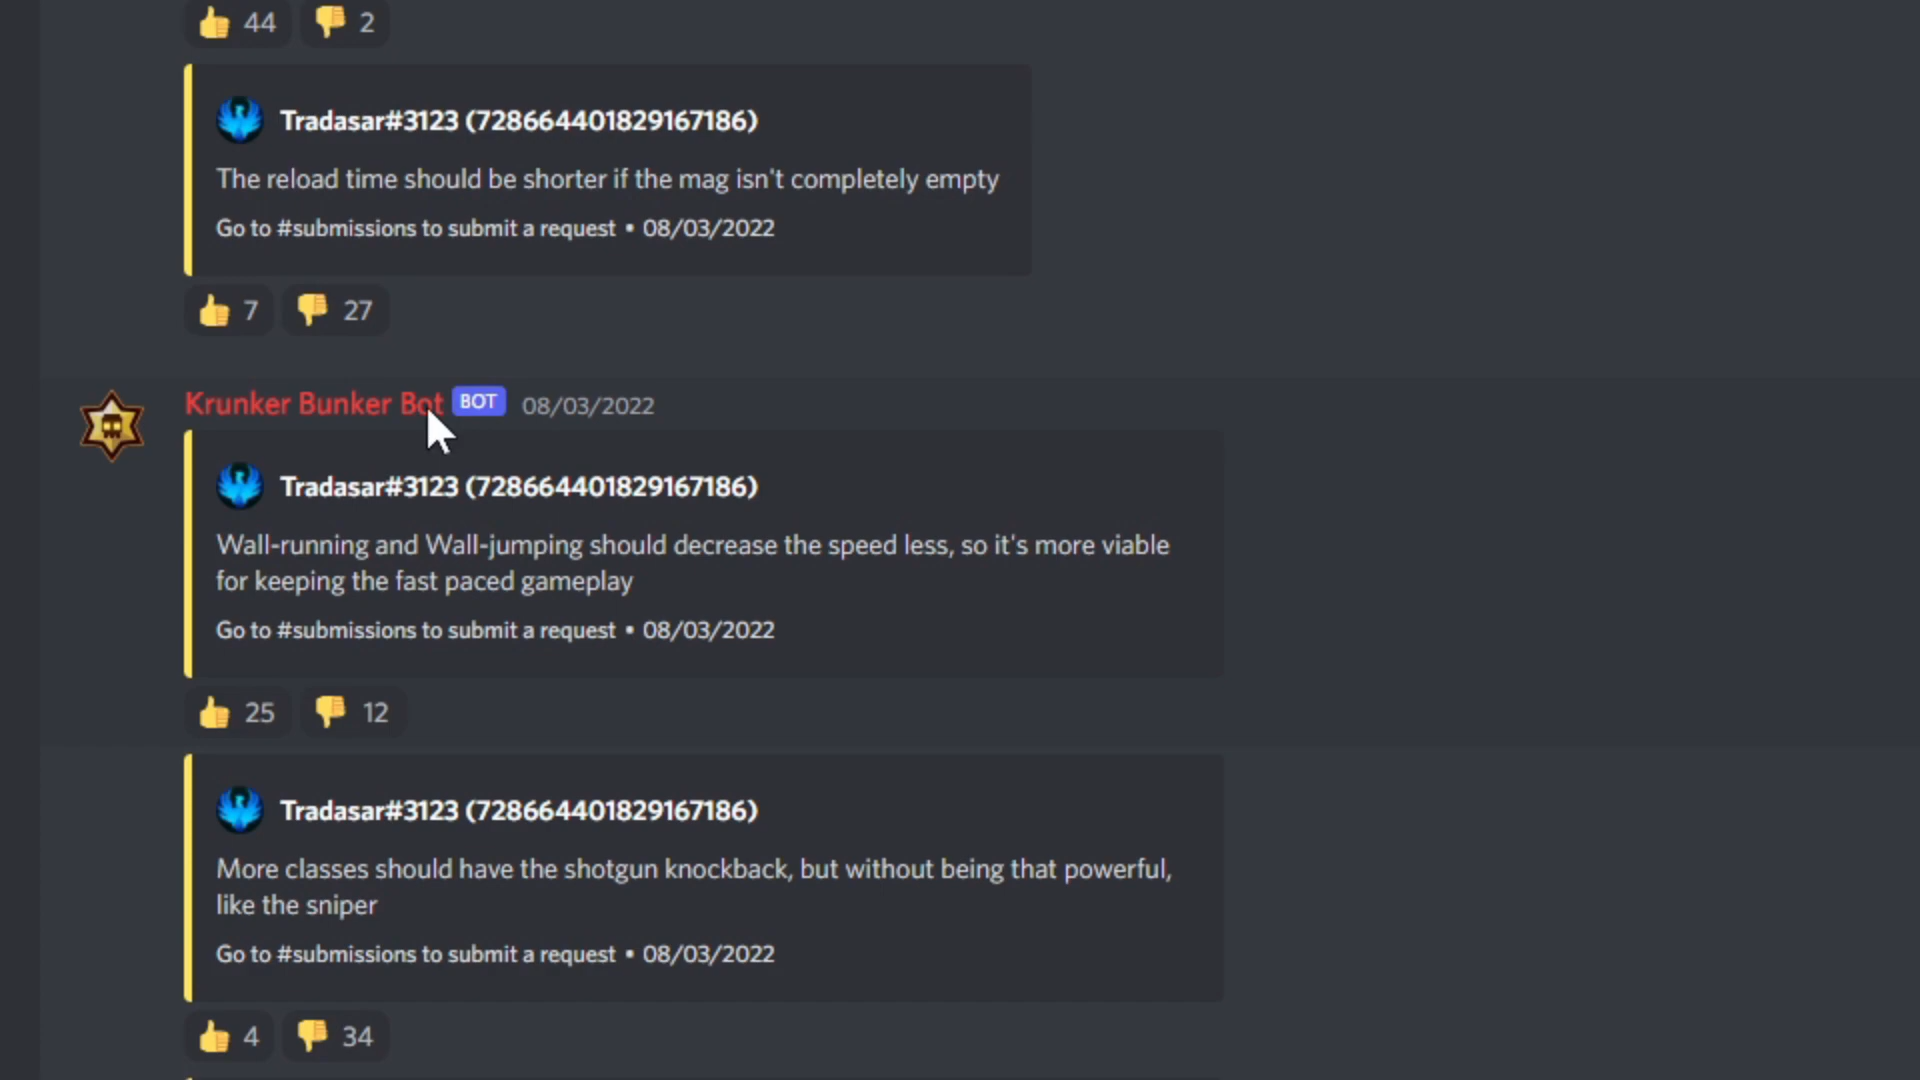 44 2
Tradasar#3123 (728664401829167186)
The reload time should be shorter if the mag isn't completely empty
Go to #submissions to submit a request • 08/03/2022
7 27
Krunker Bunker Bot BOT 08/03/2022
Tradasar#3123 (728664401829167186)
Wall-running and Wall-jumping should decrease the speed less, so it's more viable
for keeping the fast paced gameplay
Go to #submissions to submit a request • 08/03/2022
25 12
Tradasar#3123 (728664401829167186)
More classes should have the shotgun knockback, but without being that powerful,
like the sniper
Go to #submissions to submit a request • 08/03/2022
4 34